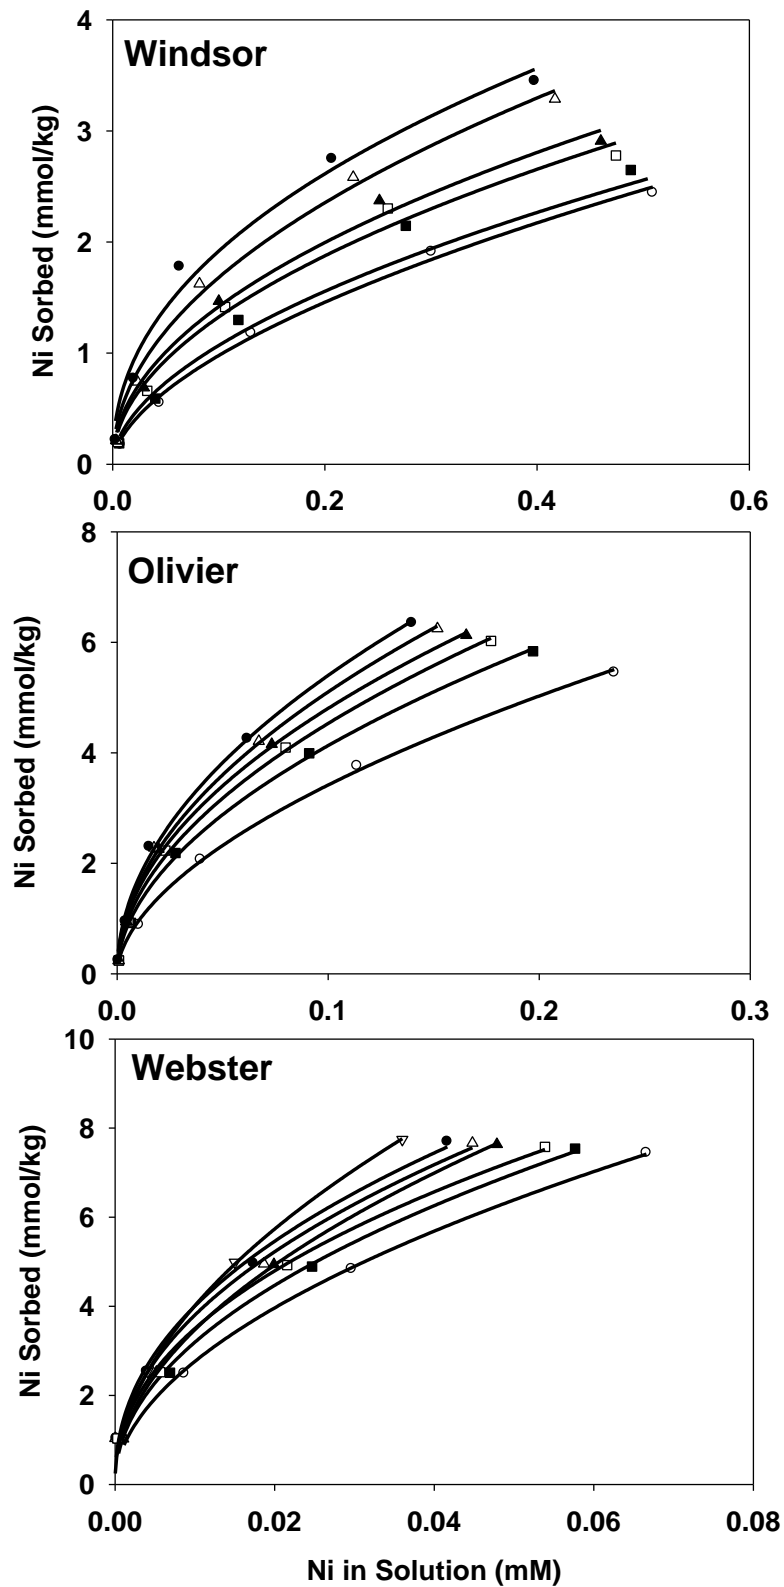 Windsor
Ni Sorbed (mmol/kg)
4
3
2
1
0
0.0 0.2 0.4 0.6
Olivier
Ni Sorbed (mmol/kg)
8
6
4
2
0
0.0 0.1 0.2 0.3
Webster
Ni Sorbed (mmol/kg)
10
8
6
4
2
0
0.00 0.02 0.04 0.06 0.08
Ni in Solution (mM)